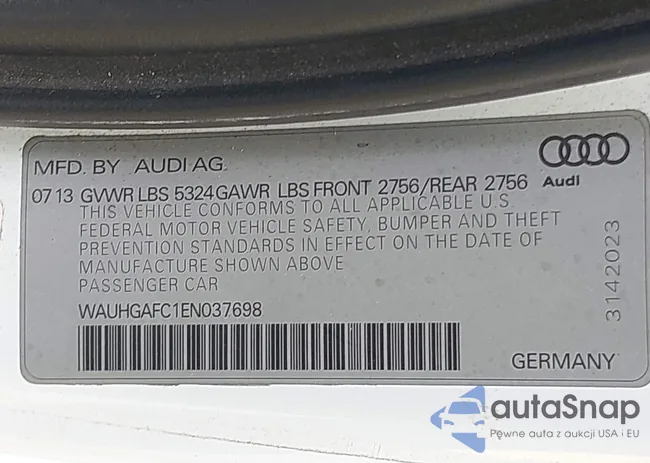 MFD. BY AUDI AG
07 13 GVWR LBS 5324 GAWR LBS FRONT 2756/REAR 2756
Audi
THIS VEHICLE CONFORMS TO ALL APPLICABLE U.S
FEDERAL MOTOR VEHICLE SAFETY, BUMPER AND THEFT
PREVENTION STANDARDS IN EFFECT ON THE DATE OF
MANUFACTURE SHOWN ABOVE
PASSENGER CAR
3142023
WAUHGAFC1EN037698
GERMANY
autaSnap
Pewne auta z aukcji USA i EU